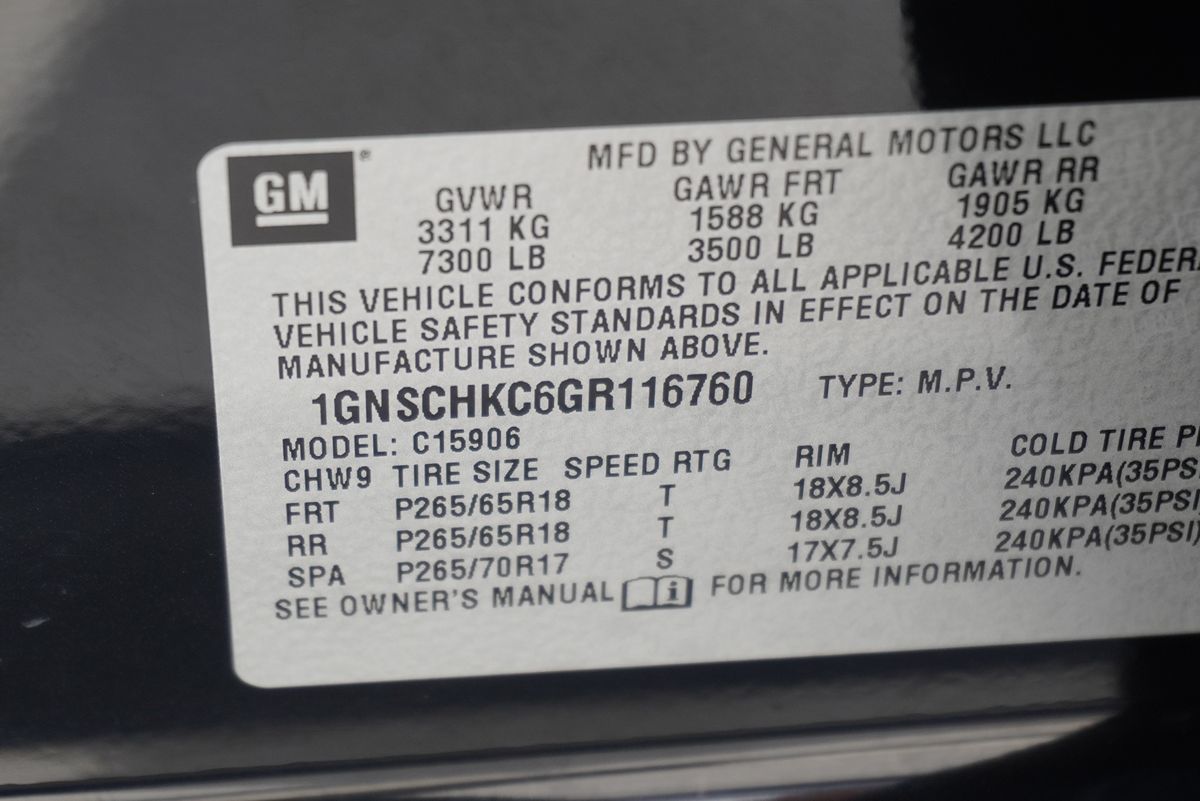 GM®
MFD BY GENERAL MOTORS LLC
GVWR GAWR FRT GAWR RR
3311 KG 1588 KG 1905 KG
7300 LB 3500 LB 4200 LB
THIS VEHICLE CONFORMS TO ALL APPLICABLE U.S.
VEHICLE SAFETY STANDARDS IN EFFECT ON THE DATE OF
MANUFACTURE SHOWN ABOVE.
1GNSCHKC6GR116760 TYPE: M.P.V.
MODEL: C15906
CHW9 TIRE SIZE SPEED RTG RIM COLD TIRE
FRT P265/65R18 T 18X8.5J 240KPA(35PSI
RR P265/65R18 T 18X8.5J 240KPA(35PSI
SPA P265/70R17 S 17X7.5J 240KPA(35PSI)
SEE OWNER'S MANUAL i FOR MORE INFORMATION.